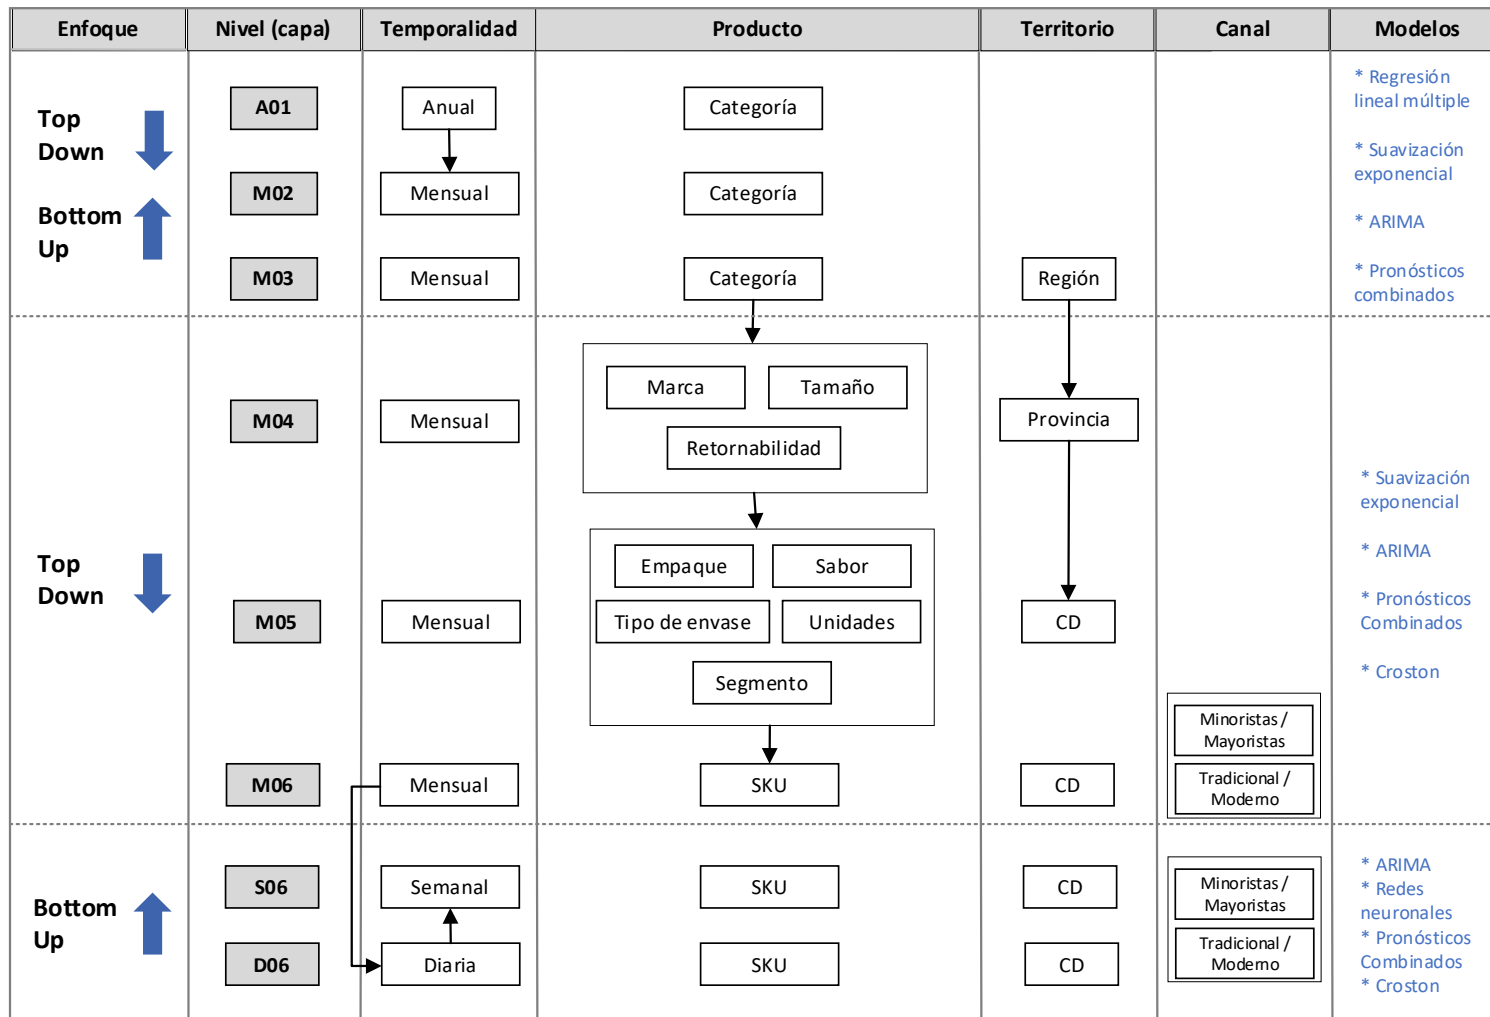 Enfoque
Nivel (capa)
Temporalidad
Producto
Territorio
Canal
Modelos
Top
Down
Bottom
Up
A01
Anual
Categoría
M02
Mensual
Categoría
M03
Mensual
Categoría
Región
* Regresión
lineal múltiple
* Suavización
exponencial
* ARIMA
* Pronósticos
combinados
Top
Down
M04
Mensual
Marca
Tamaño
Retornabilidad
Provincia
M05
Mensual
Empaque
Sabor
Tipo de envase
Unidades
Segmento
CD
M06
Mensual
SKU
CD
Minoristas /
Mayoristas
Tradicional /
Moderno
* Suavización
exponencial
* ARIMA
* Pronósticos
Combinados
* Croston
Bottom
Up
S06
Semanal
SKU
CD
D06
Diaria
SKU
CD
Minoristas /
Mayoristas
Tradicional /
Moderno
* ARIMA
* Redes
neuronales
* Pronósticos
Combinados
* Croston